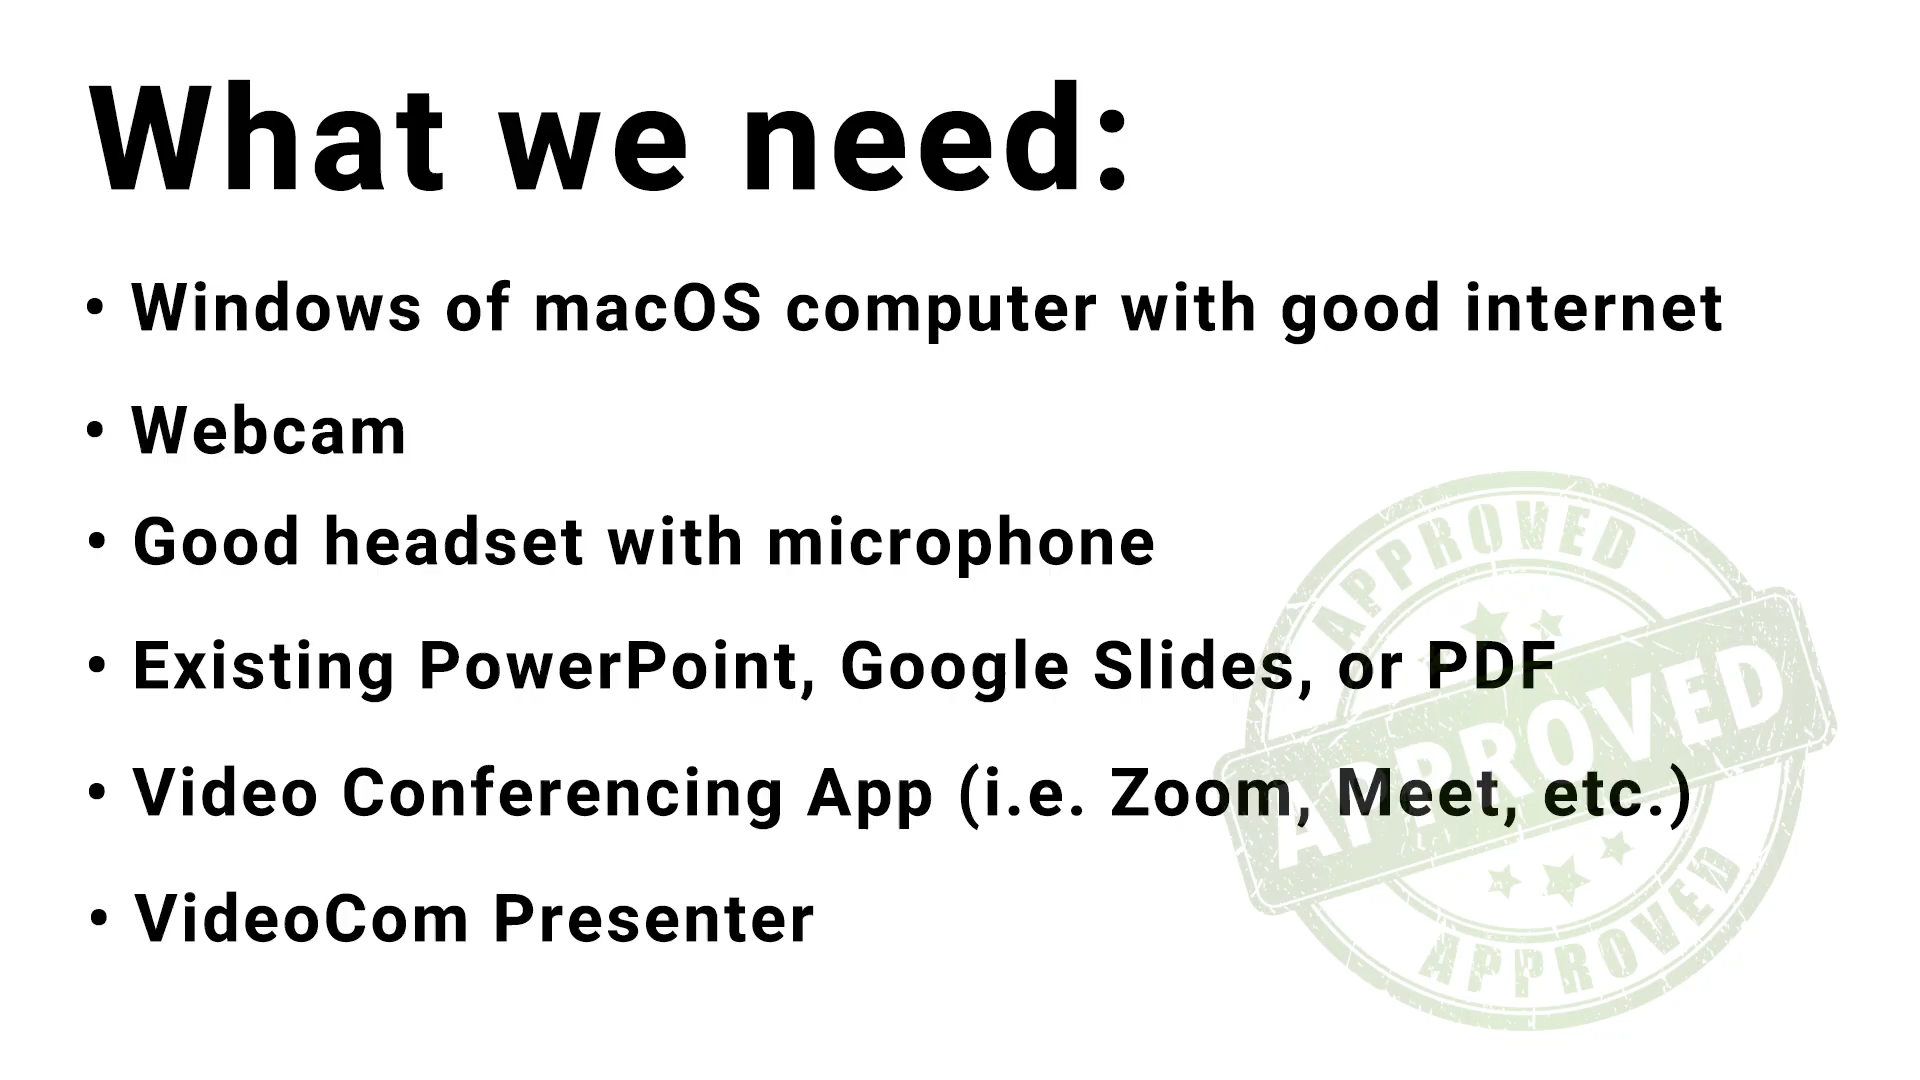 What we need:
• Windows of macOS computer with good internet
• Webcam
• Good headset with microphone
• Existing PowerPoint, Google Slides, or PDF
• Video Conferencing App (i.e. Zoom, Meet, etc.)
• VideoCom Presenter
APPROVED
APPROVED
APPROVED